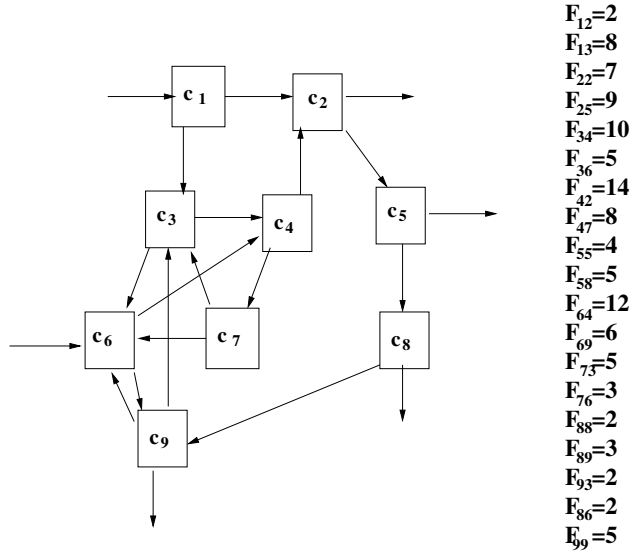 c 1
c 2
c 3
c 4
c 5
c 6
c 7
c 8
c 9
F12=2
F13=8
F22=7
F25=9
F34=10
F36=5
F42=14
F47=8
F55=4
F58=5
F64=12
F69=6
F73=5
F76=3
F88=2
F89=3
F93=2
F86=2
F99=5